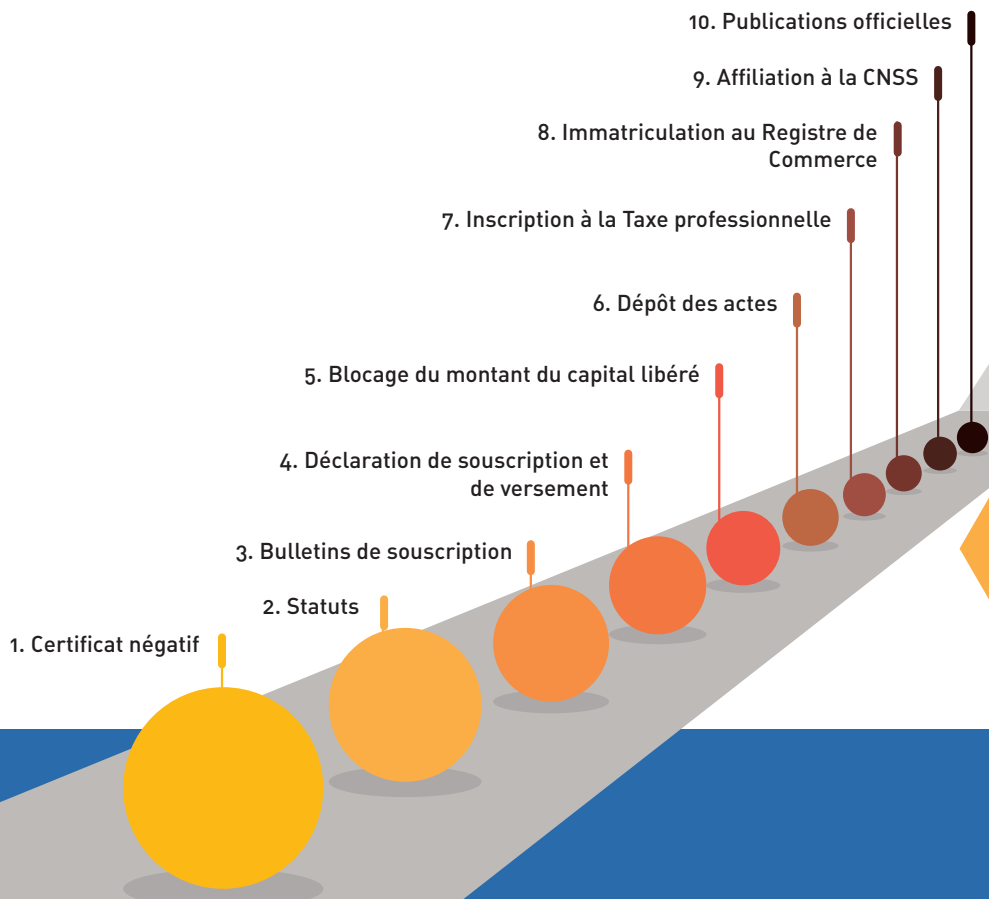 10. Publications officielles
9. Affiliation à la CNSS
8. Immatriculation au Registre de
Commerce
7. Inscription à la Taxe professionnelle
6. Dépôt des actes
5. Blocage du montant du capital libéré
4. Déclaration de souscription et
de versement
3. Bulletins de souscription
2. Statuts
1. Certificat négatif